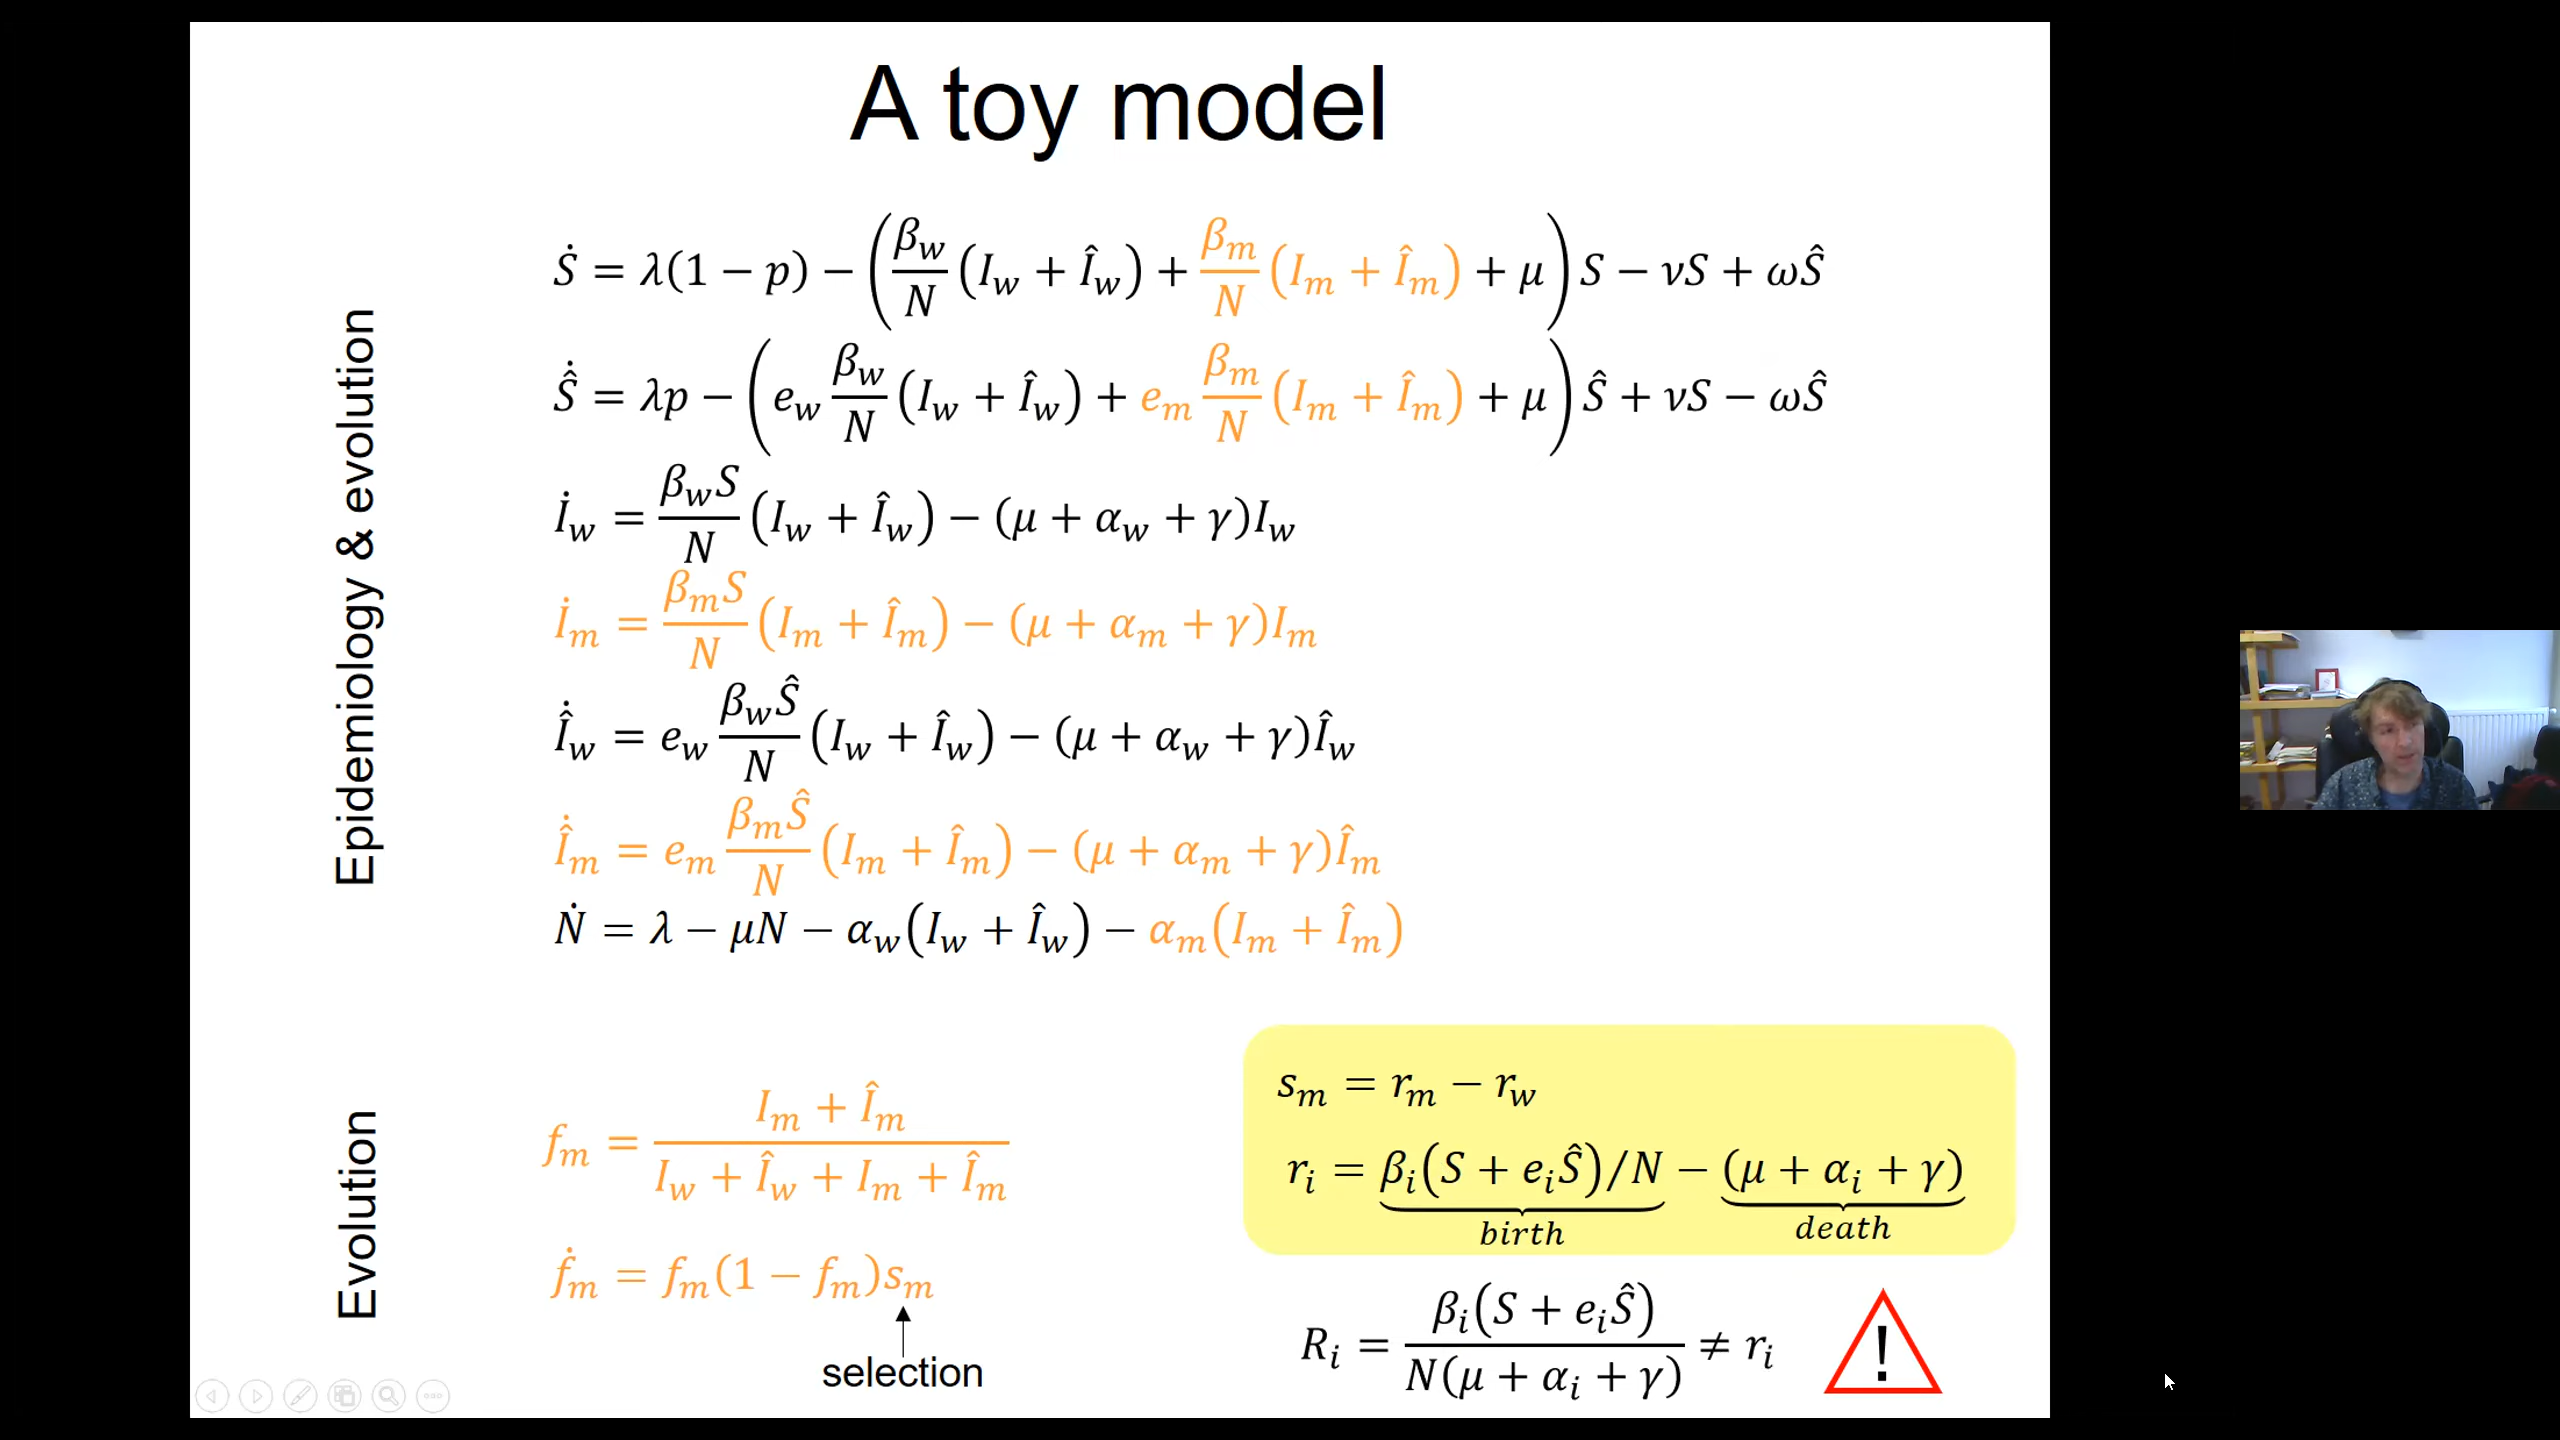 A toy model
Epidemiology & evolution
Ṡ = λ(1 − p) − (β_w/N (I_w + Î_w) + β_m/N (I_m + Î_m) + μ) S − νS + ωŜ
Ŝ̇ = λp − (e_w β_w/N (I_w + Î_w) + e_m β_m/N (I_m + Î_m) + μ) Ŝ + νS − ωŜ
İ_w = β_w S/N (I_w + Î_w) − (μ + α_w + γ)I_w
İ_m = β_m S/N (I_m + Î_m) − (μ + α_m + γ)I_m
Î̇_w = e_w β_w Ŝ/N (I_w + Î_w) − (μ + α_w + γ)Î_w
Î̇_m = e_m β_m Ŝ/N (I_m + Î_m) − (μ + α_m + γ)Î_m
Ṅ = λ − μN − α_w(I_w + Î_w) − α_m(I_m + Î_m)
Evolution
f_m = (I_m + Î_m)/(I_w + Î_w + I_m + Î_m)
ḟ_m = f_m(1 − f_m)s_m
selection
s_m = r_m − r_w
r_i = β_i(S + e_i Ŝ)/N − (μ + α_i + γ)
birth death
R_i = β_i(S + e_i Ŝ)/N(μ + α_i + γ) ≠ r_i
!